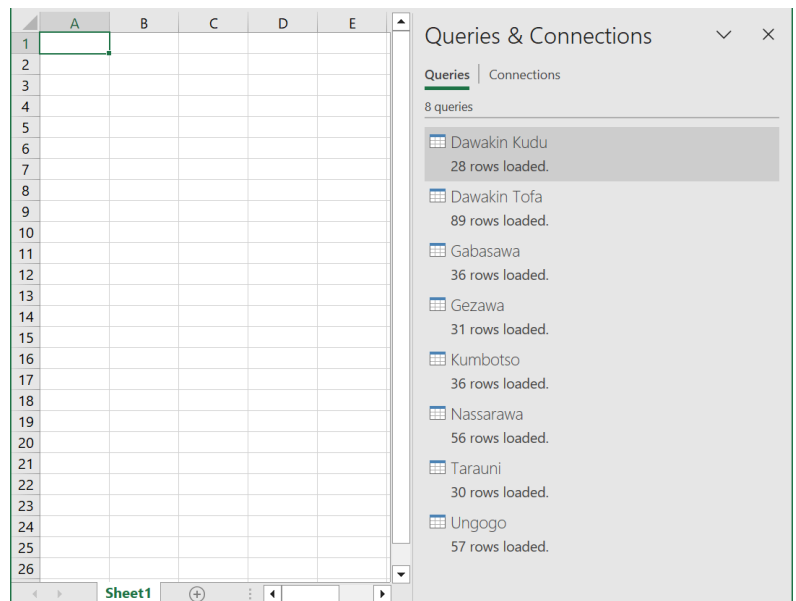 A B C D E
1
2
3
4
5
6
7
8
9
10
11
12
13
14
15
16
17
18
19
20
21
22
23
24
25
26
Sheet1
Queries & Connections
Queries Connections
8 queries
Dawakin Kudu
28 rows loaded.
Dawakin Tofa
89 rows loaded.
Gabasawa
36 rows loaded.
Gezawa
31 rows loaded.
Kumbotso
36 rows loaded.
Nassarawa
56 rows loaded.
Tarauni
30 rows loaded.
Ungogo
57 rows loaded.